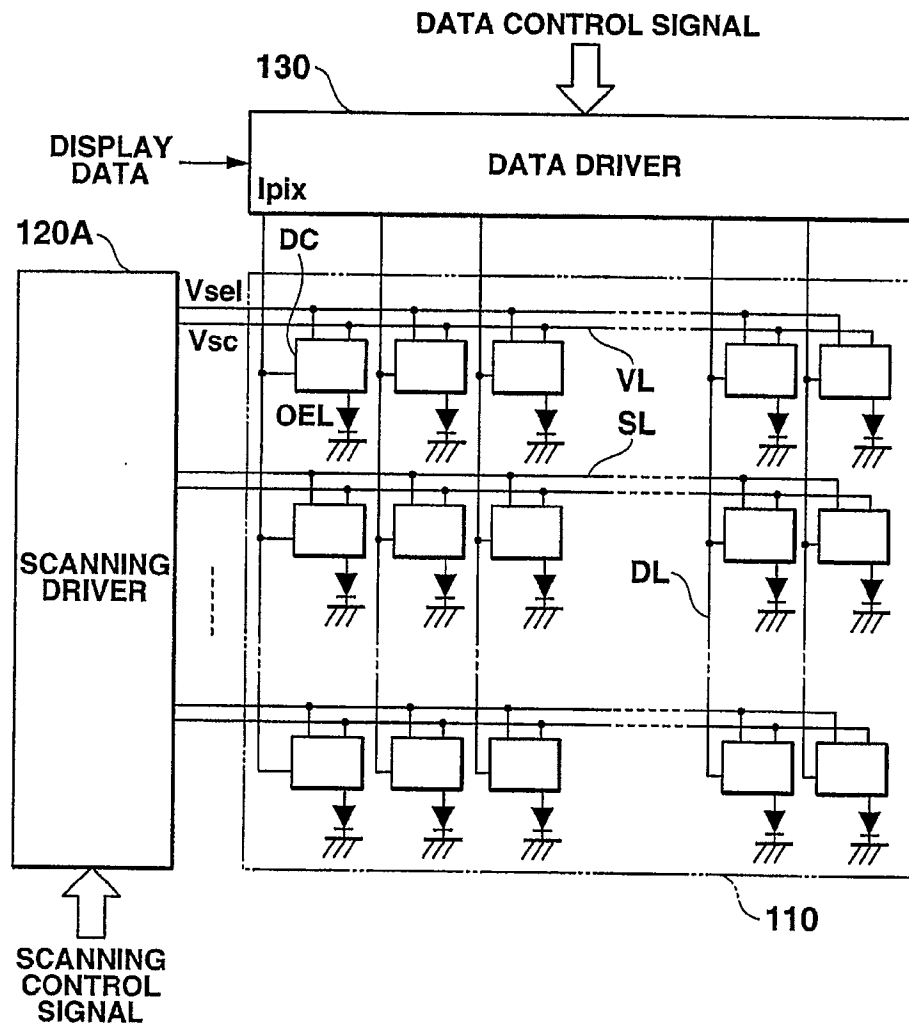 DATA CONTROL SIGNAL
130
DISPLAY
DATA
DATA DRIVER
Ipix
120A
DC
Vsel
Vsc
VL
OEL
SL
SCANNING
DRIVER
DL
110
SCANNING
CONTROL
SIGNAL